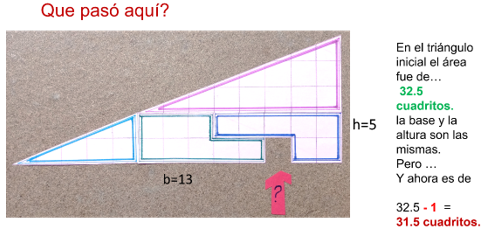 Que pasó aquí?
En el triángulo
inicial el área
fue de…
32.5
cuadritos.
la base y la
altura son las
mismas.
Pero …
Y ahora es de
32.5 - 1 =
31.5 cuadritos.
h=5
b=13
?